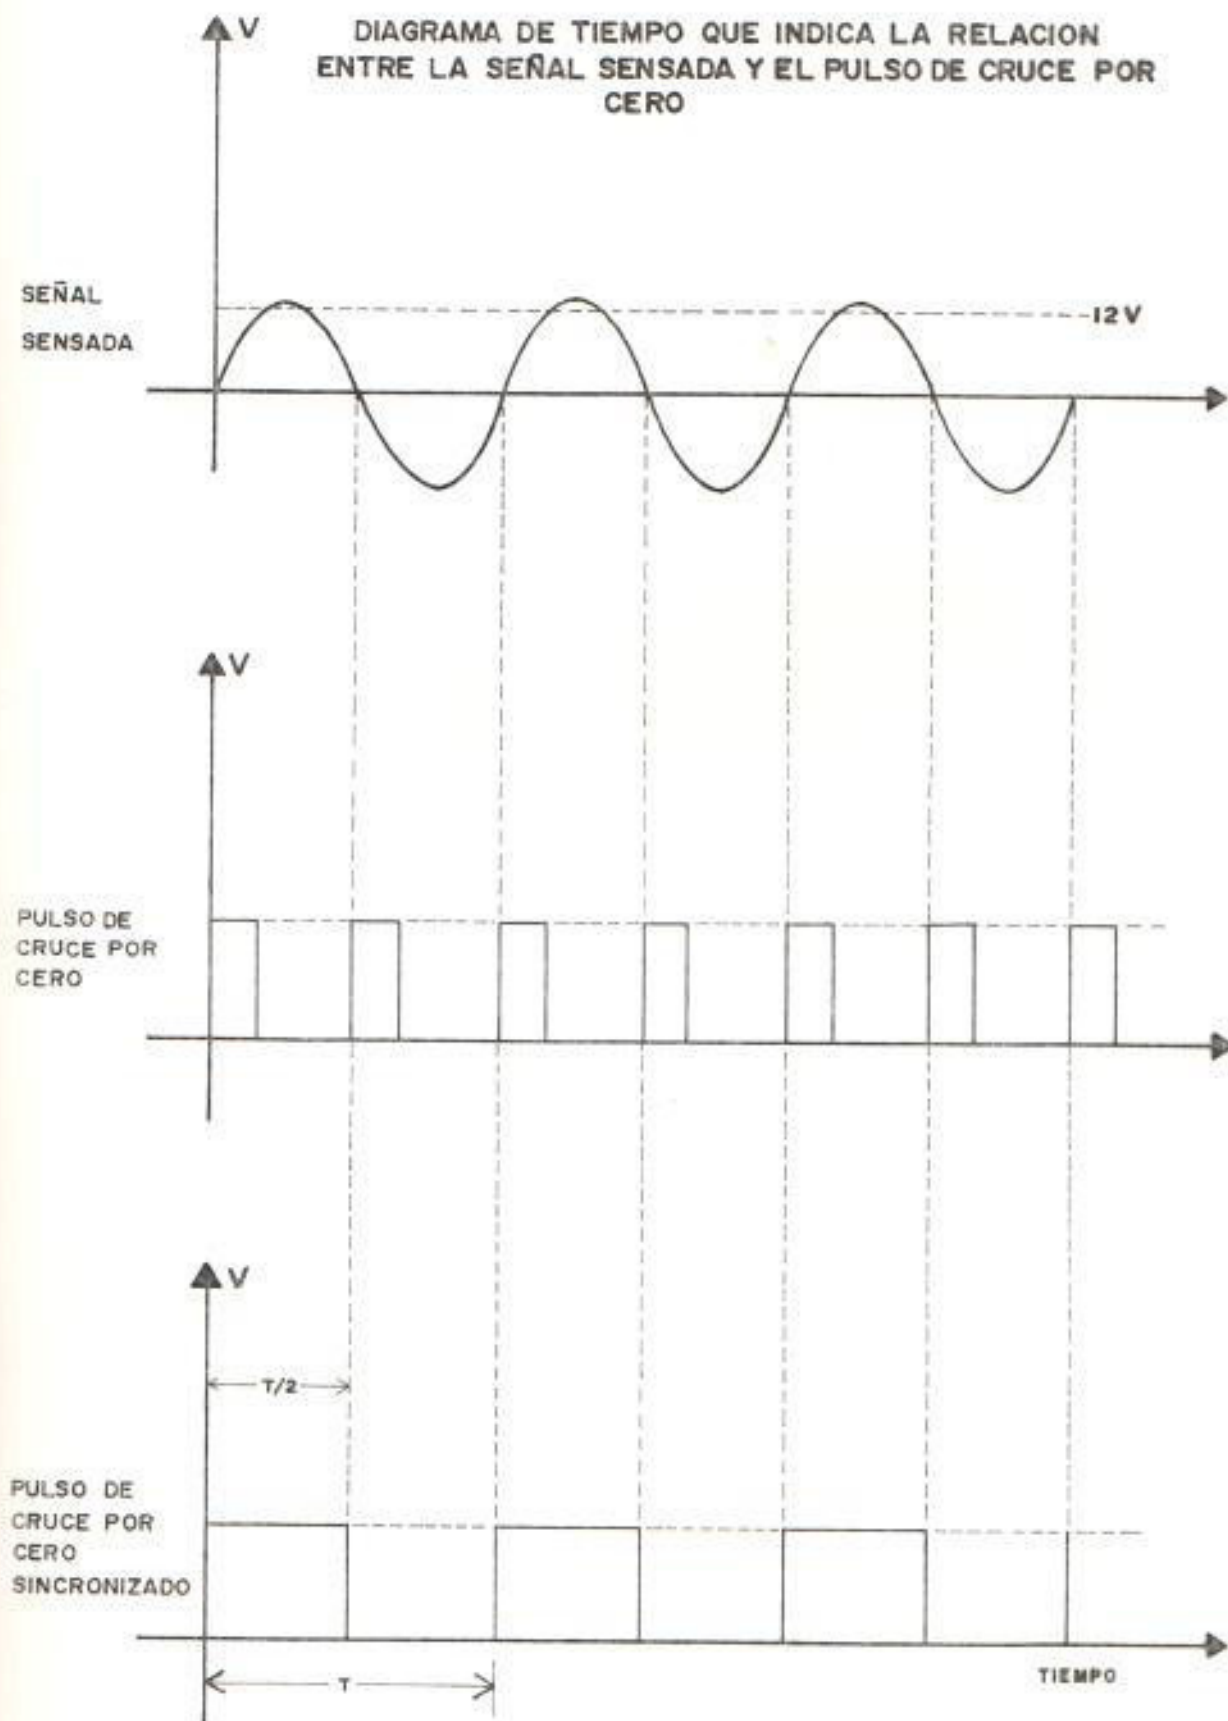 V
DIAGRAMA DE TIEMPO QUE INDICA LA RELACION
ENTRE LA SEÑAL SENSADA Y EL PULSO DE CRUCE POR
CERO
SEÑAL
SENSADA
12 V
V
PULSO DE
CRUCE POR
CERO
V
T/2
PULSO DE
CRUCE POR
CERO
SINCRONIZADO
T
TIEMPO